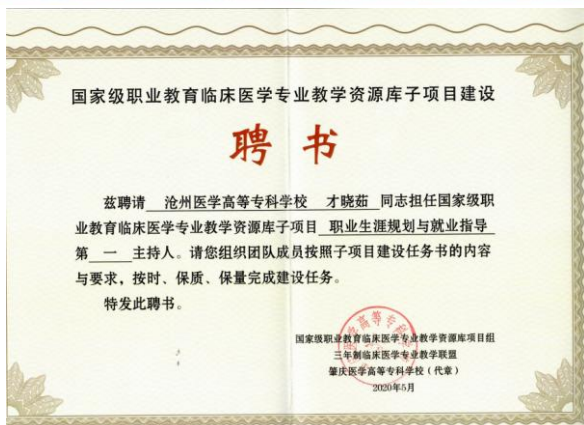 国家级职业教育临床医学专业教学资源库子项目建设
聘书
兹聘请 沧州医学高等专科学校 才晓茹 同志担任国家级职
业教育临床医学专业教学资源库子项目 职业生涯规划与就业指导
第 一 主持人。请您组织团队成员按照子项目建设任务书的内容
与要求，按时、保质、保量完成建设任务。
特发此聘书。
国家级职业教育临床医学专业教学资源库项目组
三年制临床医学专业教学联盟
肇庆医学高等专科学校（代章）
2020年5月